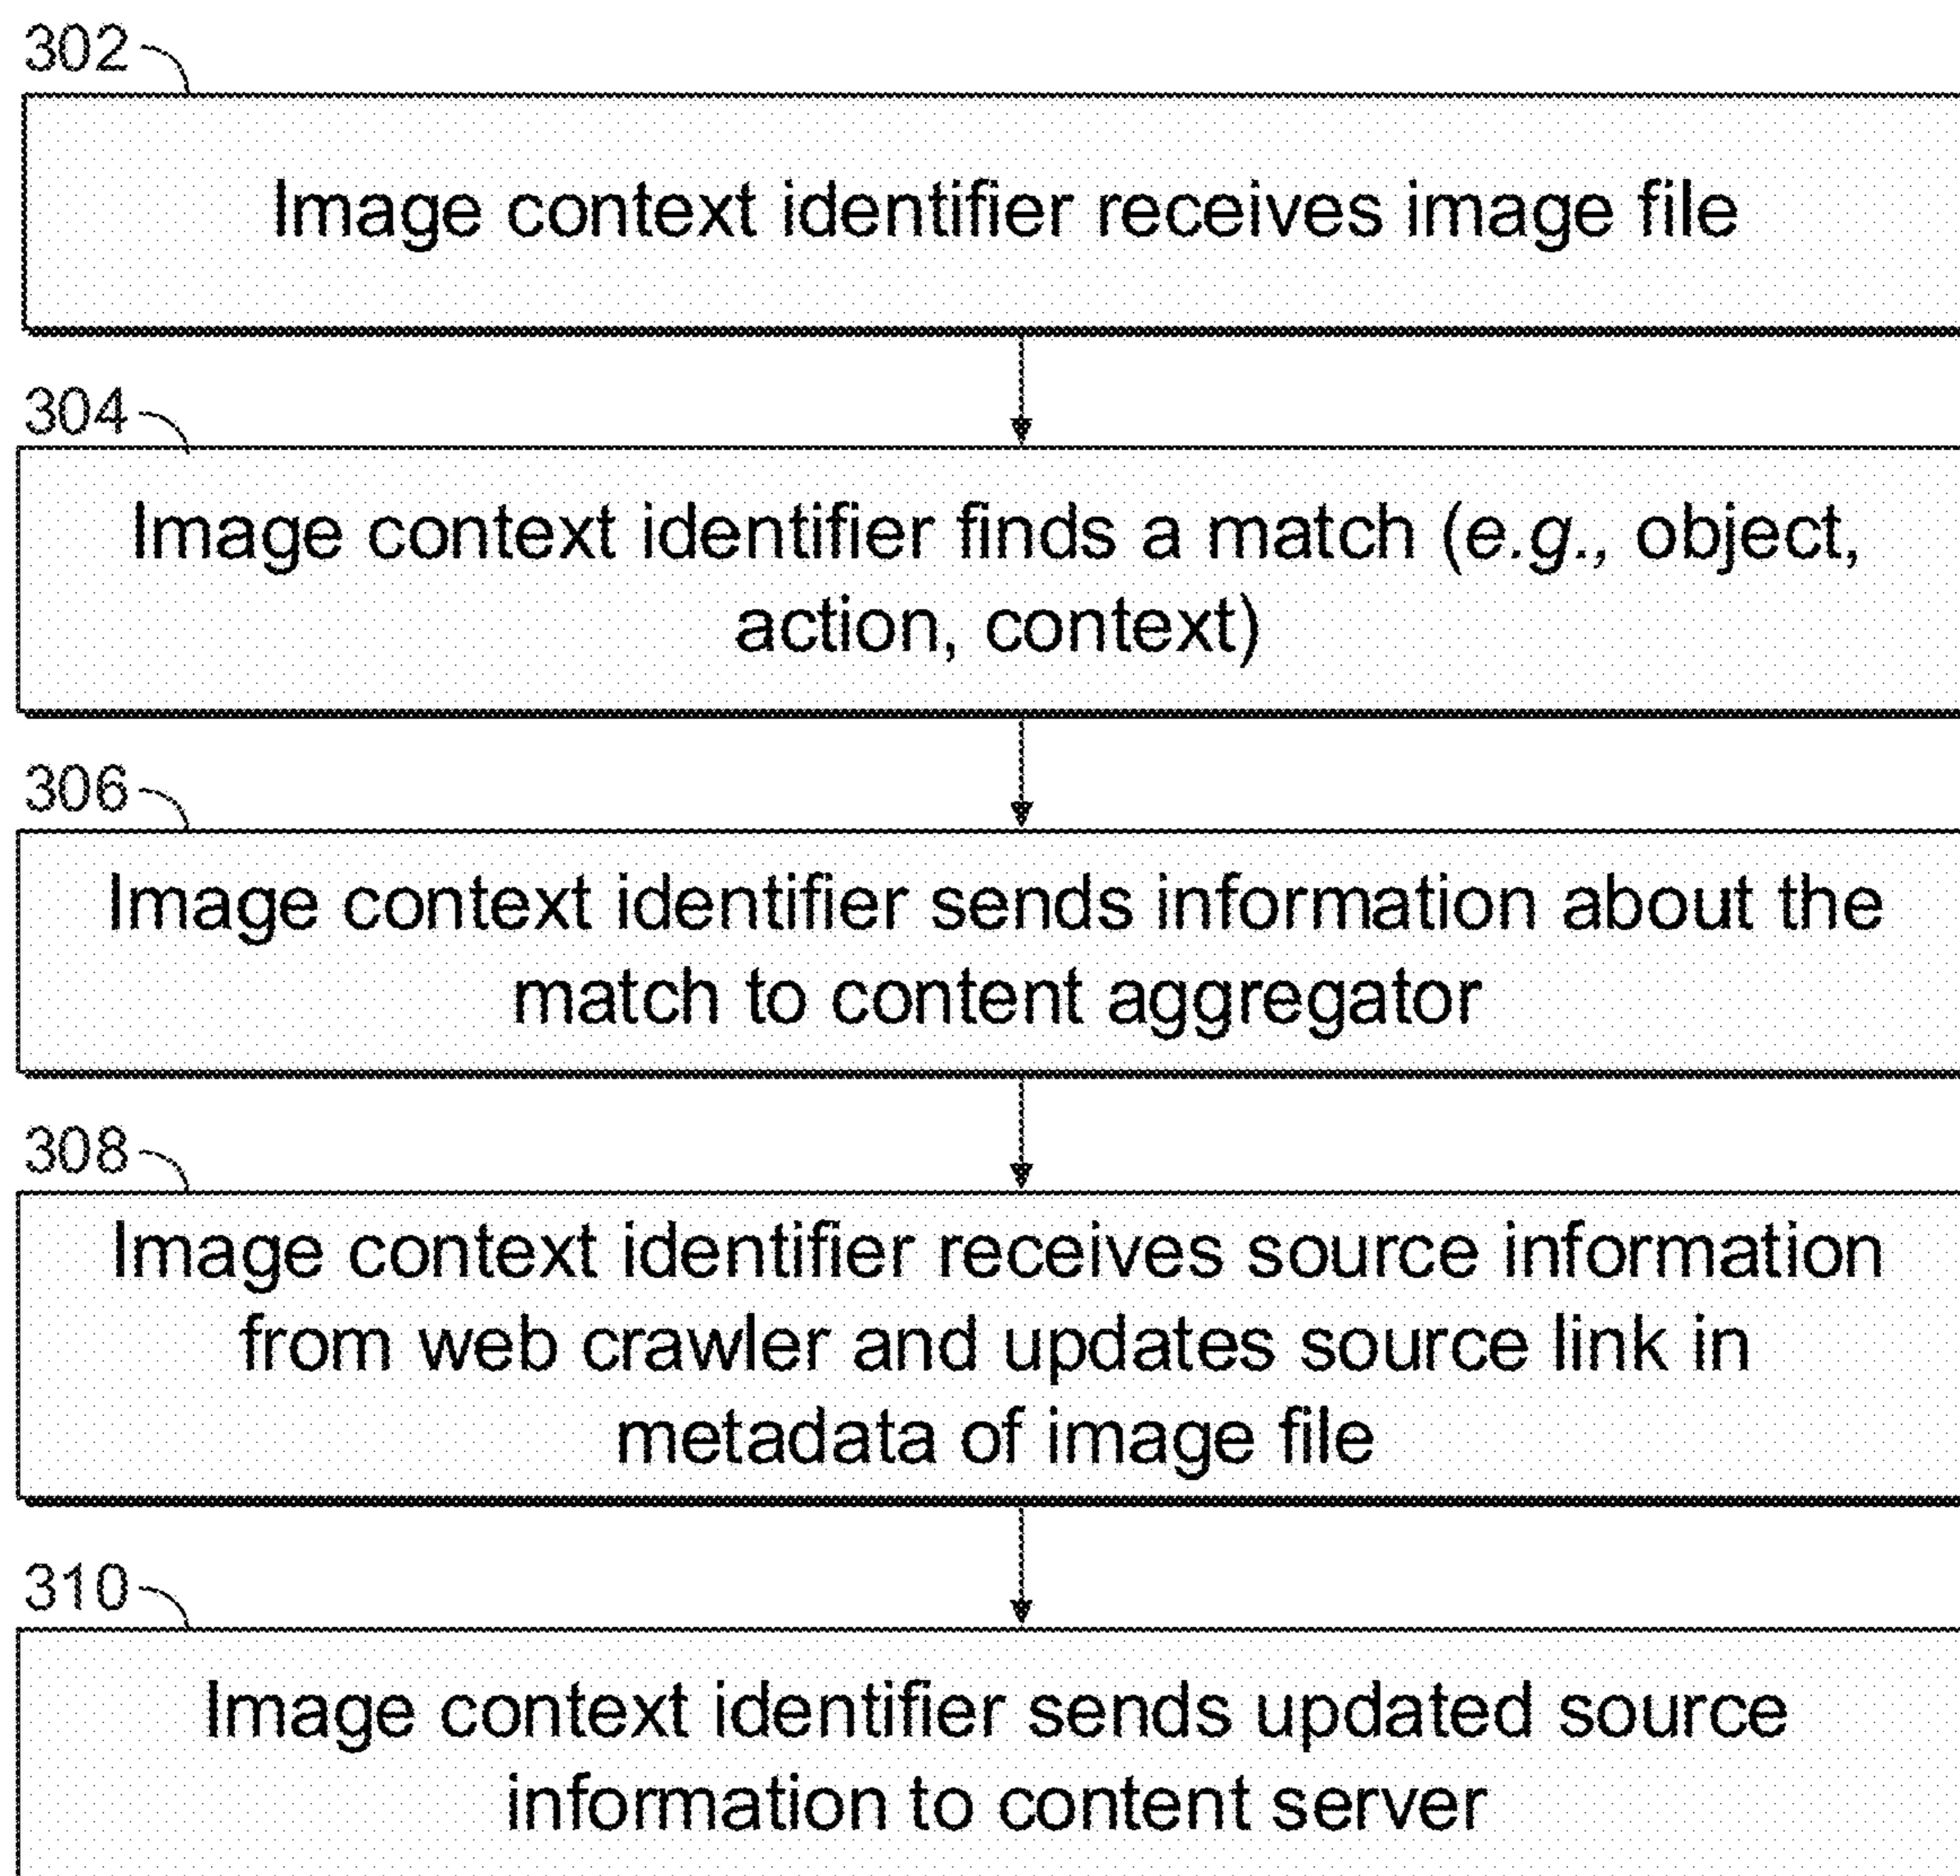 302
Image context identifier receives image file
304
Image context identifier finds a match (e.g., object,
action, context)
306
Image context identifier sends information about the
match to content aggregator
308
Image context identifier receives source information
from web crawler and updates source link in
metadata of image file
310
Image context identifier sends updated source
information to content server